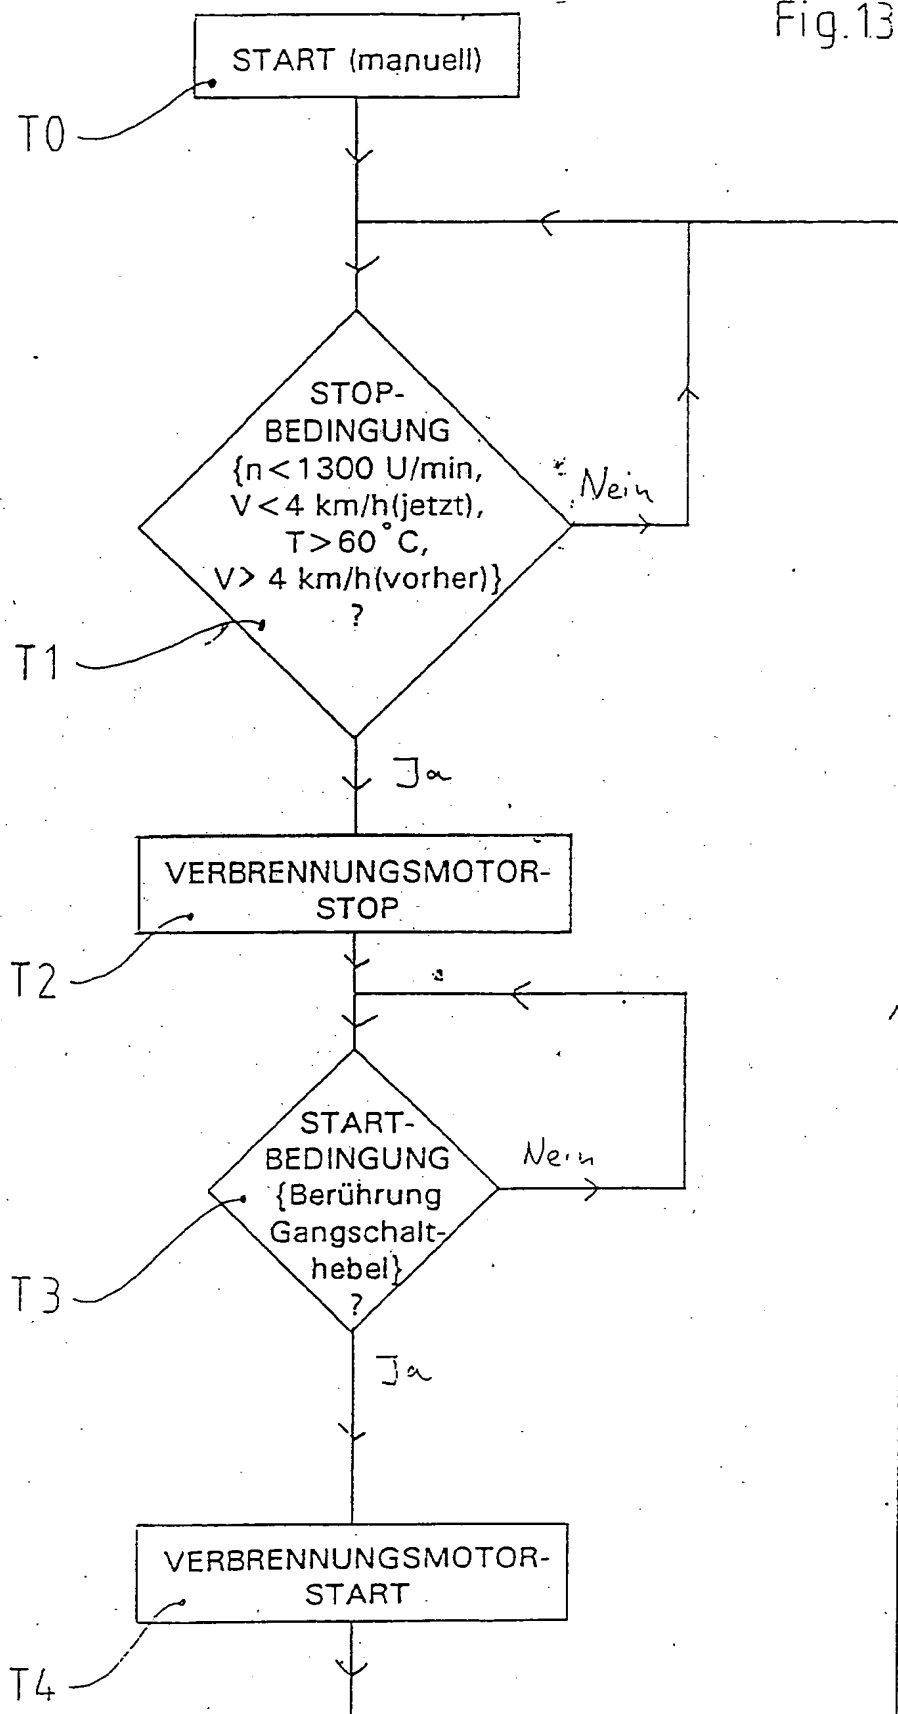 Fig.13
START (manuell)
T0
STOP-
BEDINGUNG
{n<1300 U/min,
V<4 km/h(jetzt),
T>60°C,
V> 4 km/h(vorher)}
?
Nein
T1
Ja
VERBRENNUNGSMOTOR-
STOP
T2
START-
BEDINGUNG
{Berührung
Gangschalt-
hebel}
?
Nein
T3
Ja
VERBRENNUNGSMOTOR-
START
T4